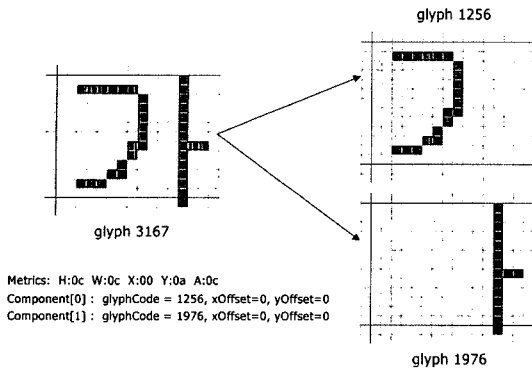 glyph 1256
가
glyph 3167
Metrics: H:0c W:0c X:00 Y:0a A:0c
Component[0] : glyphCode = 1256, xOffset=0, yOffset=0
Component[1] : glyphCode = 1976, xOffset=0, yOffset=0
glyph 1976